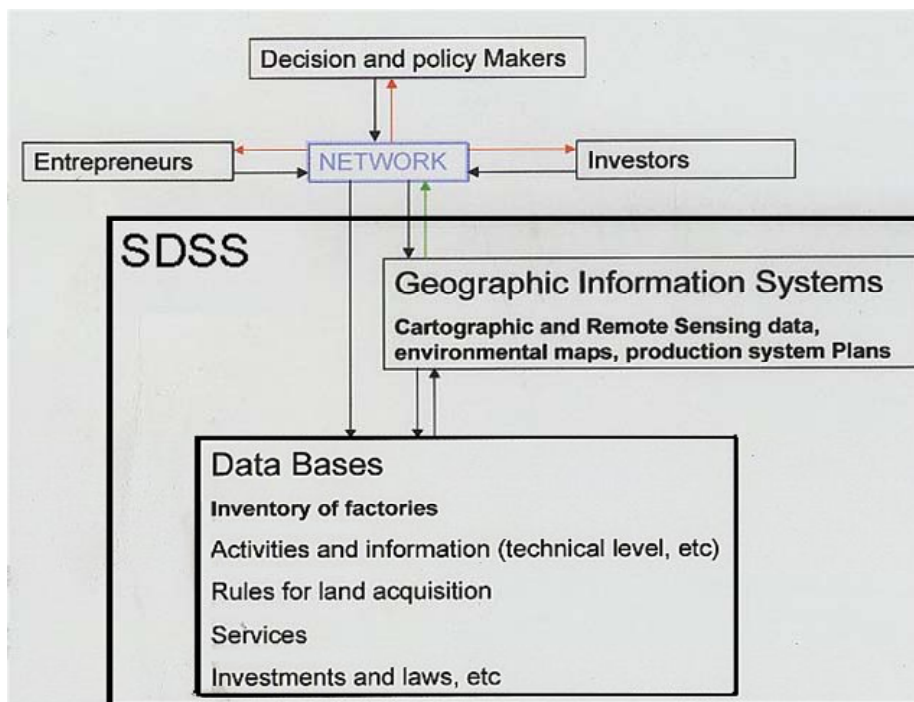 Decision and policy Makers
Entrepreneurs
NETWORK
Investors
SDSS
Geographic Information Systems
Cartographic and Remote Sensing data,
environmental maps, production system Plans
Data Bases
Inventory of factories
Activities and information (technical level, etc)
Rules for land acquisition
Services
Investments and laws, etc